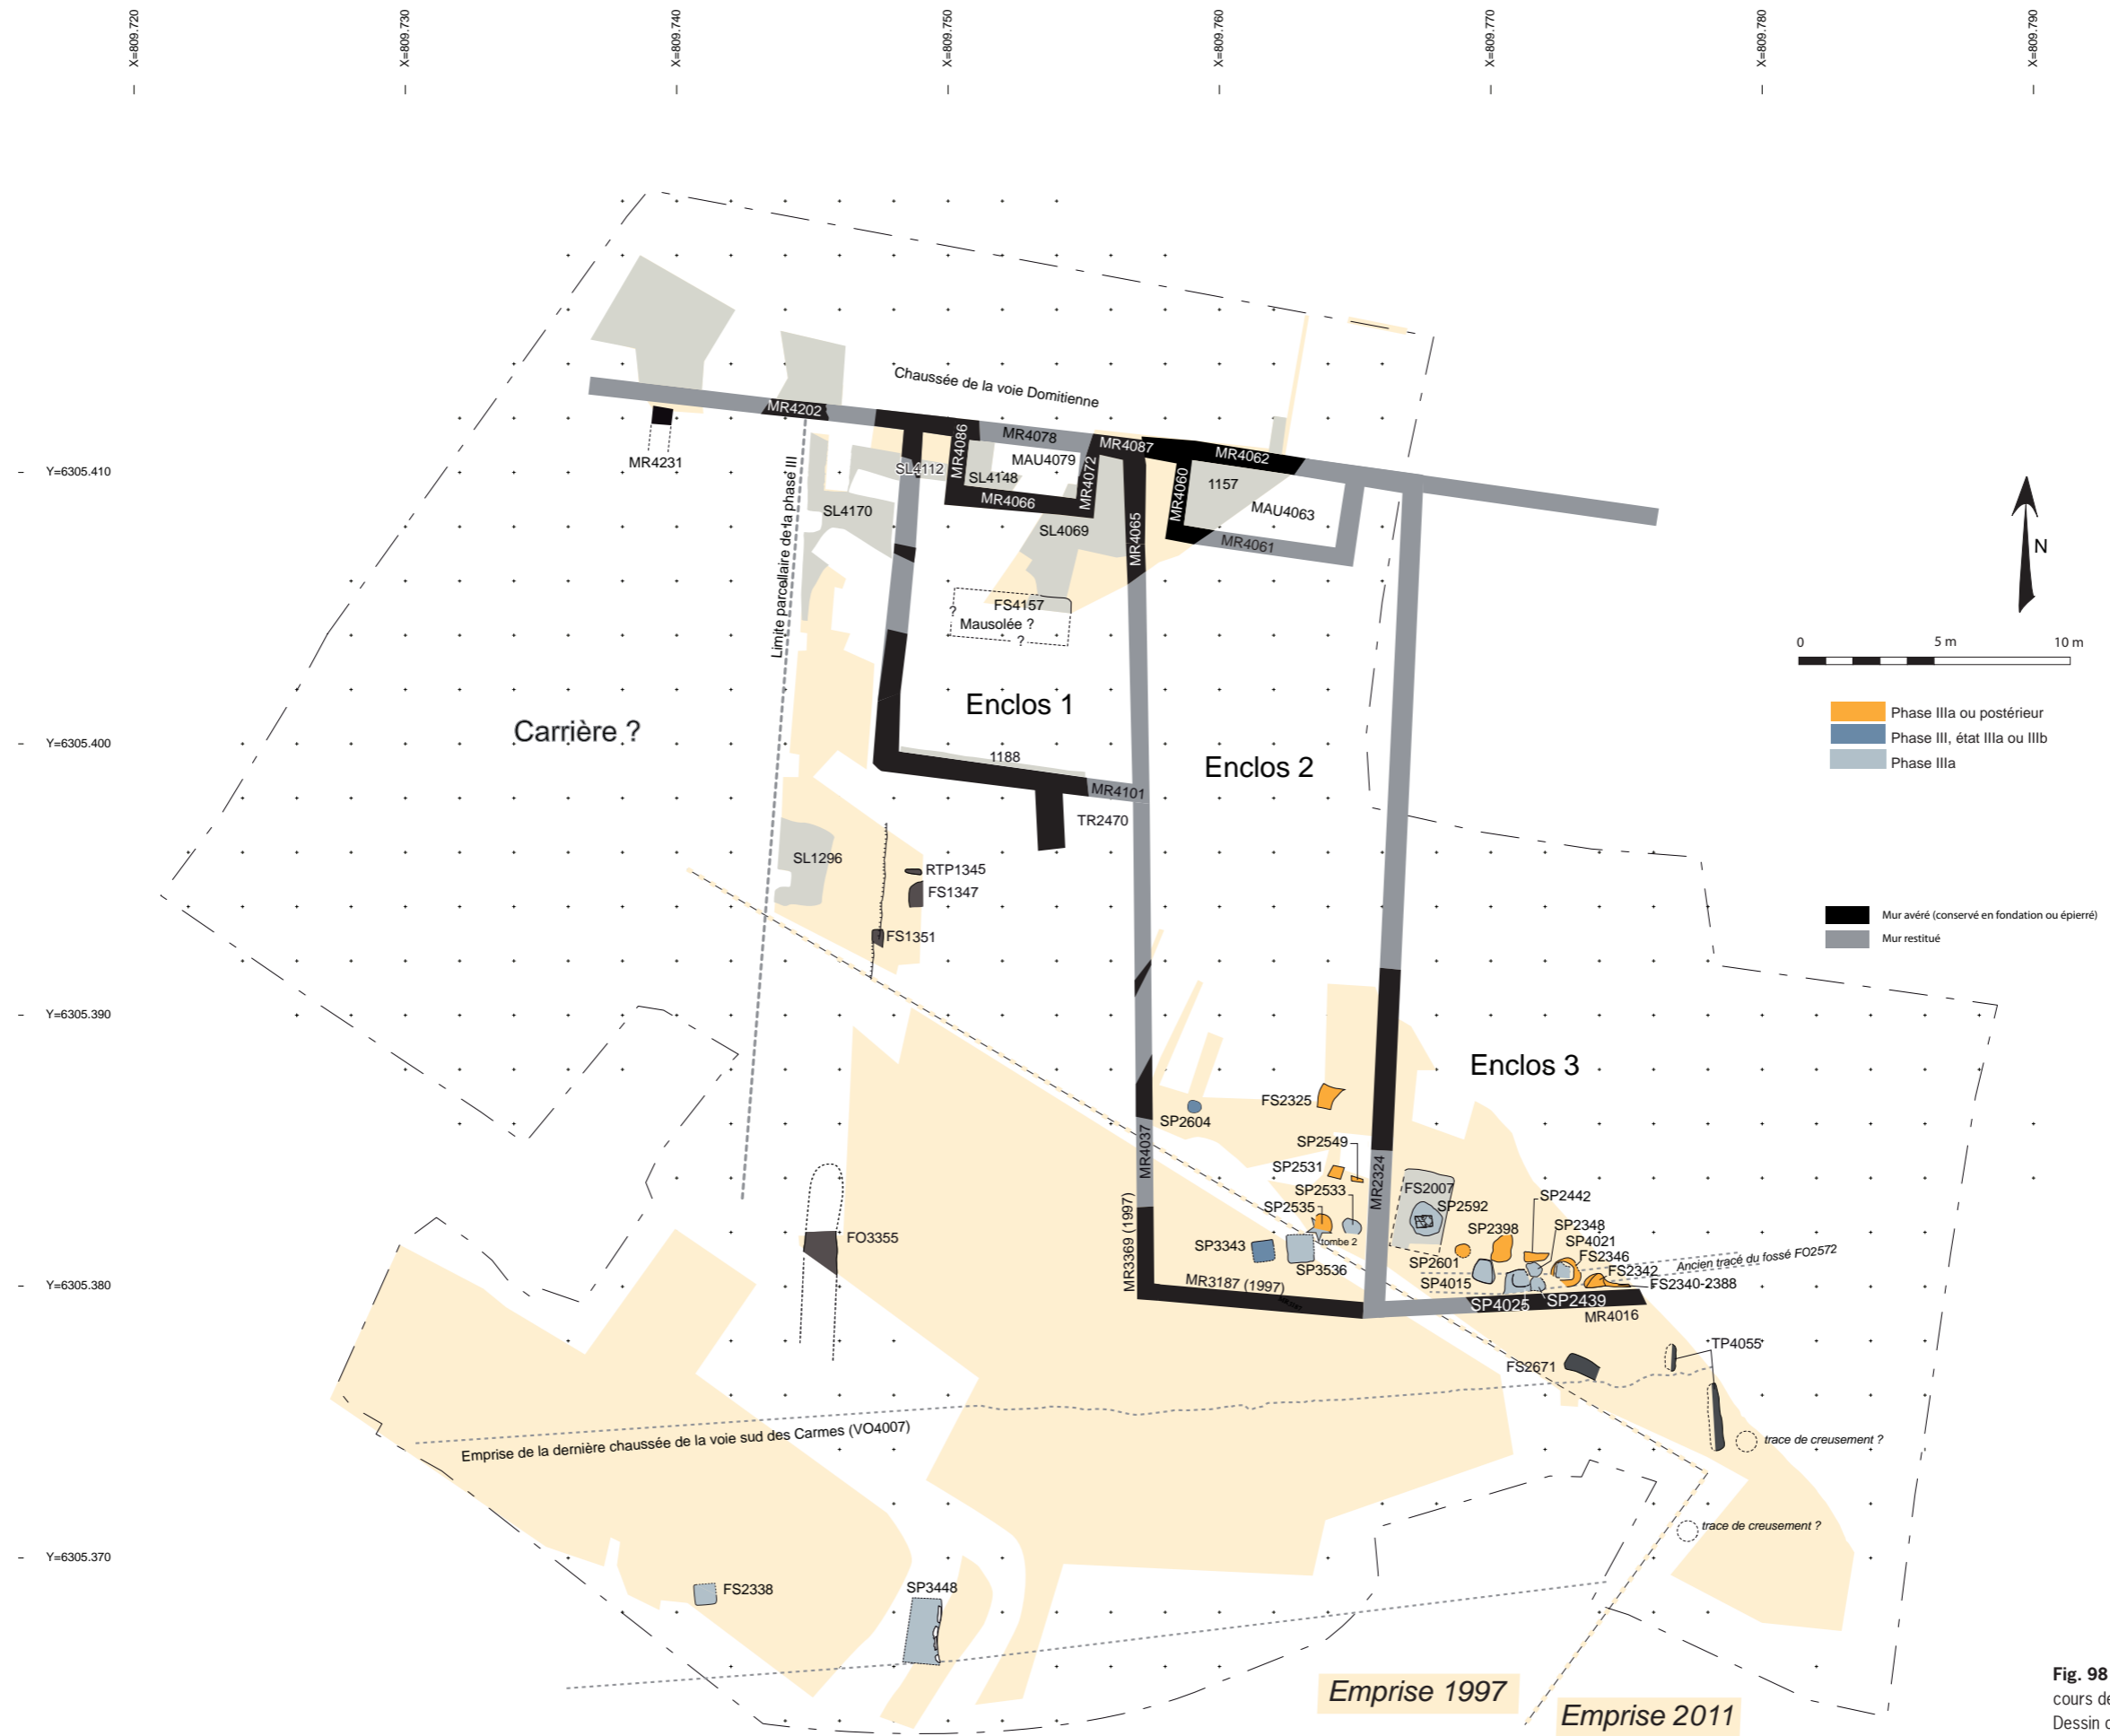 X=809.720
X=809.730
X=809.740
X=809.750
X=809.760
X=809.770
X=809.780
X=809.790
Chaussée de la voie Domitienne
MR4202
MR4231
Y=6305.410
MR4086
MR4078
MR4087
MR4062
MAU4079
MR4072
SL4112
SL4148
MR4066
MR4060
1157
MAU4063
SL4170
SL4069
MR4065
MR4061
Limite parcellaire de la phase III
FS4157
?
Mausolée ?
?
N
0 5 m 10 m
Enclos 1
Phase IIIa ou postérieur
Carrière ?
Phase III, état IIIa ou IIIb
Y=6305.400
1188
Enclos 2
Phase IIIa
MR4101
TR2470
SL1296
RTP1345
FS1347
FS1351
Mur avéré (conservé en fondation ou épierré)
Mur restitué
Y=6305.390
Enclos 3
FS2325
SP2604
MR4037
SP2549
SP2531
MR2324
SP2533
FS2007
SP2442
SP2535
SP2592
MR3369 (1997)
SP2398
SP2348
FO3355
SP3343
tombe 2
SP4021
SP2601
FS2346
Ancien tracé du fossé FO2572
SP3536
SP4015
FS2342
Y=6305.380
MR3187 (1997)
FS2340-2388
SP4025
SP2439
MR4016
TP4055
FS2671
Emprise de la dernière chaussée de la voie sud des Carmes (VO4007)
trace de creusement ?
trace de creusement ?
Y=6305.370
FS2338
SP3448
Emprise 1997
Emprise 2011
Fig. 98
cours de
Dessin